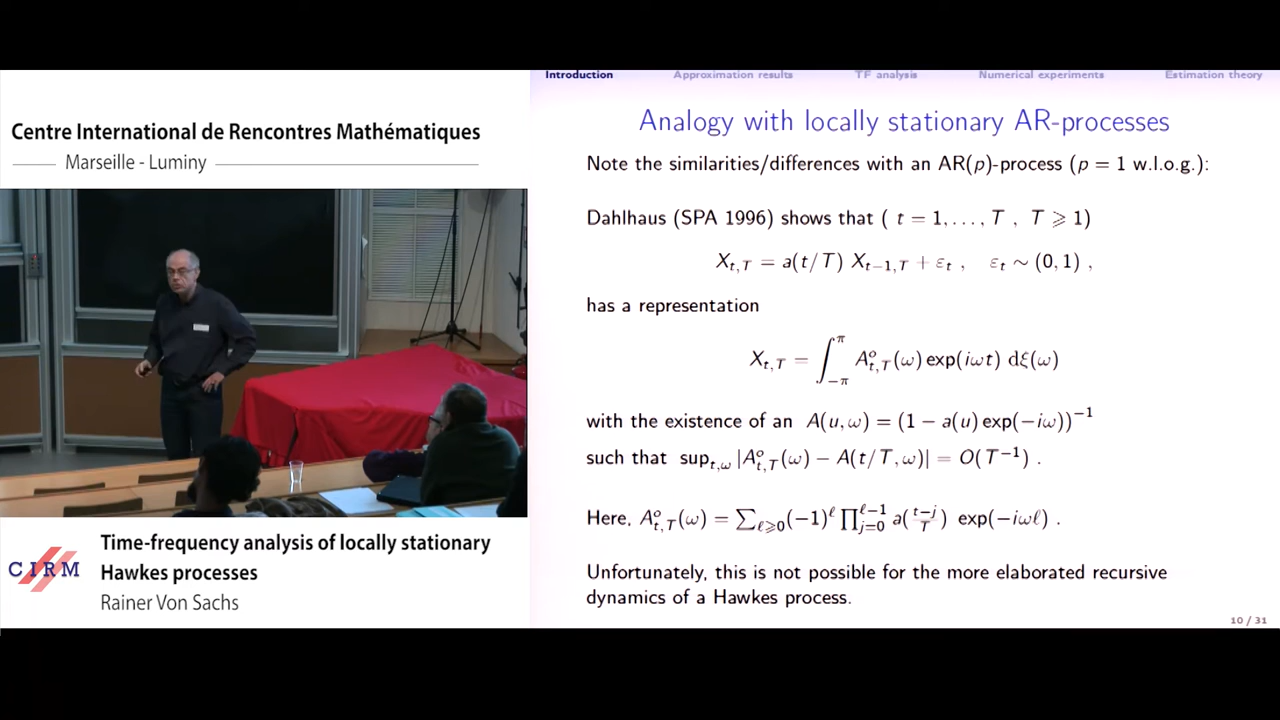 Centre International de Rencontres Mathématiques
Marseille - Luminy
CIRM
Time-frequency analysis of locally stationary
Hawkes processes
Rainer Von Sachs
Introduction Approximation results TF analysis Numerical experiments Estimation theory
Analogy with locally stationary AR-processes
Note the similarities/differences with an AR(p)-process (p = 1 w.l.o.g.):
Dahlhaus (SPA 1996) shows that ( t = 1, . . . , T , T ⩾ 1)
X_{t,T} = a(t/T) X_{t−1,T} + ε_t , ε_t ∼ (0, 1) ,
has a representation
X_{t,T} = ∫_{−π}^{π} A^o_{t,T}(ω) exp(iωt) dξ(ω)
with the existence of an A(u, ω) = (1 − a(u) exp(−iω))^{−1}
such that sup_{t,ω} |A^o_{t,T}(ω) − A(t/T, ω)| = O(T^{−1}) .
Here, A^o_{t,T}(ω) = ∑_{ℓ⩾0}(−1)^ℓ ∏_{j=0}^{ℓ−1} a(\frac{t−j}{T}) exp(−iωℓ) .
Unfortunately, this is not possible for the more elaborated recursive
dynamics of a Hawkes process.
10 / 31